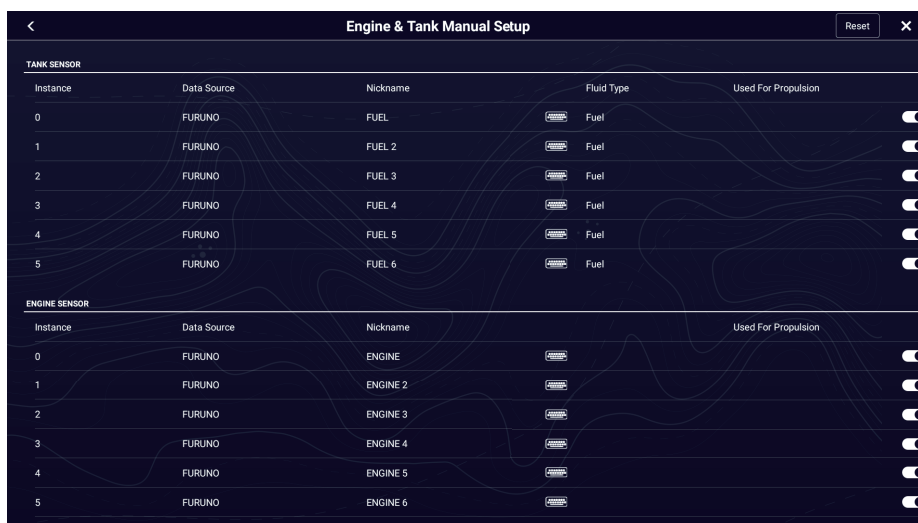 Engine & Tank Manual Setup Reset
TANK SENSOR
Instance Data Source Nickname Fluid Type Used For Propulsion
0 FURUNO FUEL Fuel
1 FURUNO FUEL 2 Fuel
2 FURUNO FUEL 3 Fuel
3 FURUNO FUEL 4 Fuel
4 FURUNO FUEL 5 Fuel
5 FURUNO FUEL 6 Fuel
ENGINE SENSOR
Instance Data Source Nickname Used For Propulsion
0 FURUNO ENGINE
1 FURUNO ENGINE 2
2 FURUNO ENGINE 3
3 FURUNO ENGINE 4
4 FURUNO ENGINE 5
5 FURUNO ENGINE 6